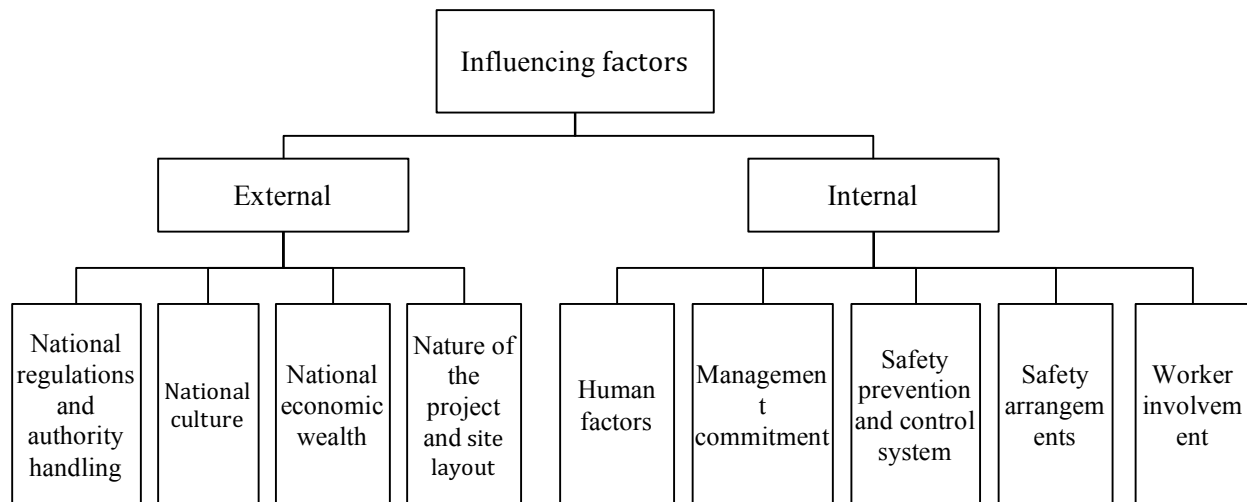 Influencing factors
External
Internal
National
regulations
and
authority
handling
National
culture
National
economic
wealth
Nature of
the
project
and site
layout
Human
factors
Managemen
t
commitment
Safety
prevention
and control
system
Safety
arrangem
ents
Worker
involvem
ent